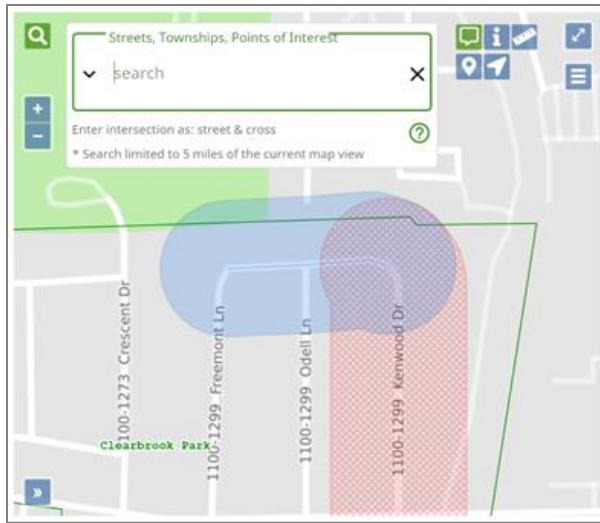 Streets, Townships, Points of Interest
search
Enter intersection as: street & cross
* Search limited to 5 miles of the current map view
100-1273 Crescent Dr
1100-1299 Freemont Ln
1100-1299 Odell Ln
1100-1299 Kenwood Dr
Clearbrook Park